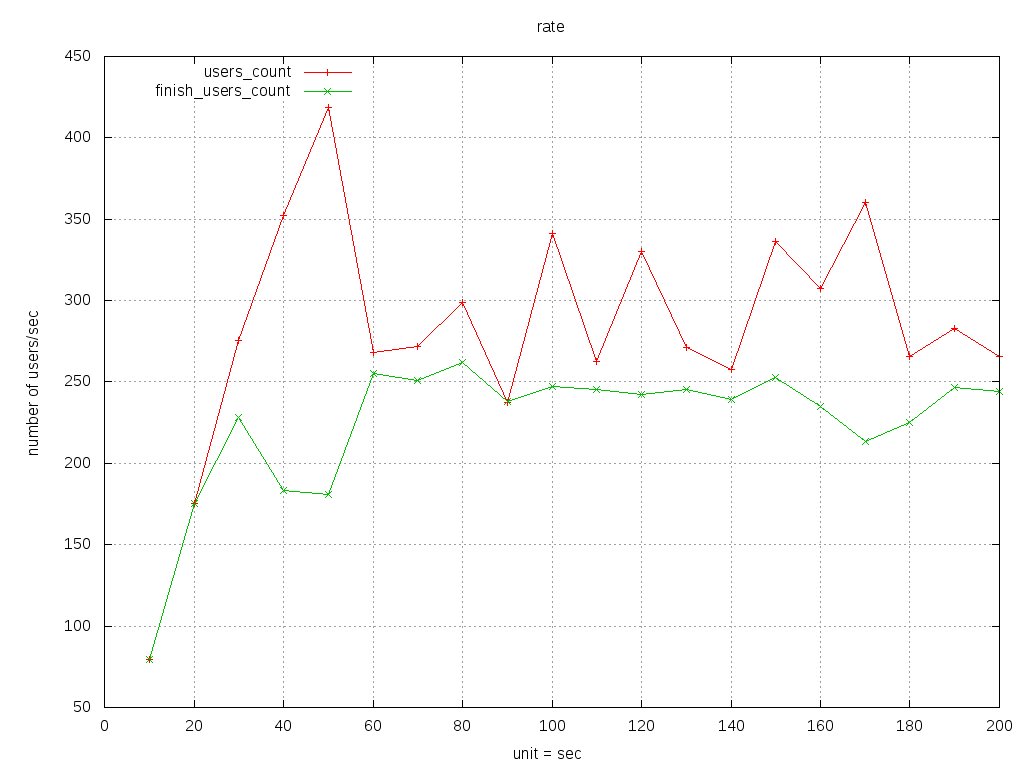 rate
450
400
350
300
250
200
150
100
50
users_count
finish_users_count
number of users/sec
0 20 40 60 80 100 120 140 160 180 200
unit = sec